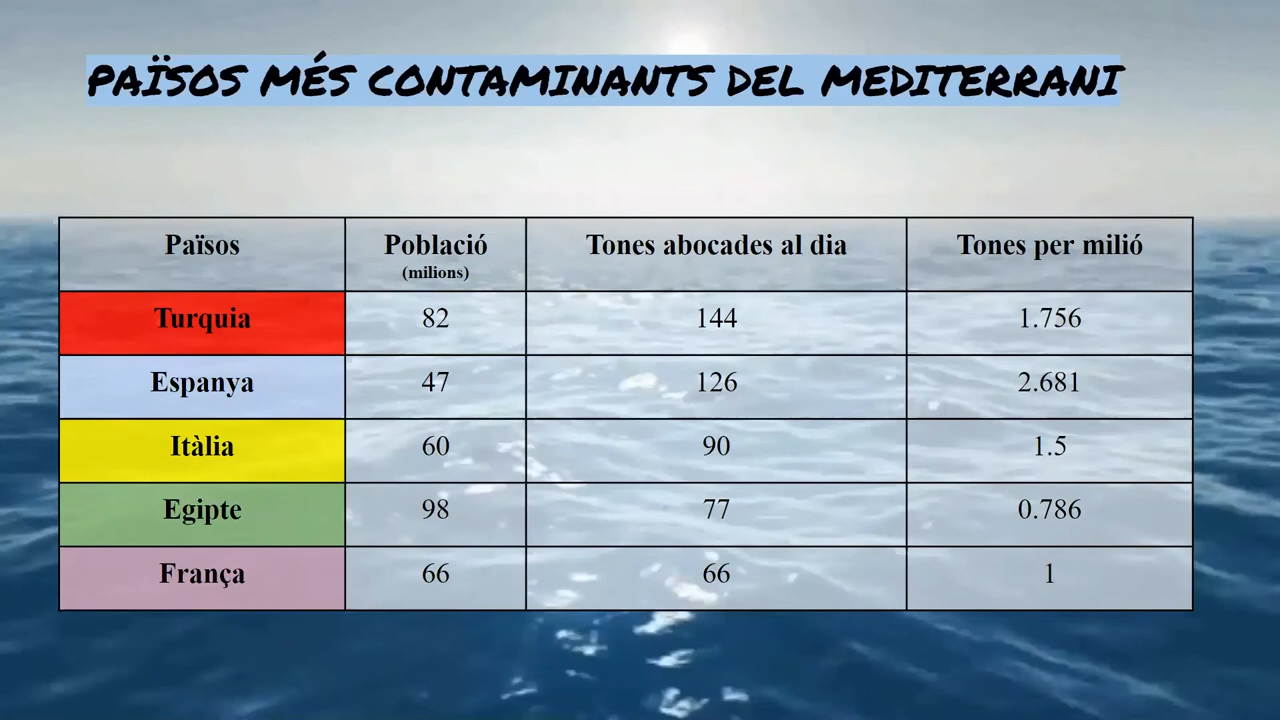 PAÏSOS MÉS CONTAMINANTS DEL MEDITERRANI
Països Població Tones abocades al dia Tones per milió
(milions)
Turquia 82 144 1.756
Espanya 47 126 2.681
Itàlia 60 90 1.5
Egipte 98 77 0.786
França 66 66 1